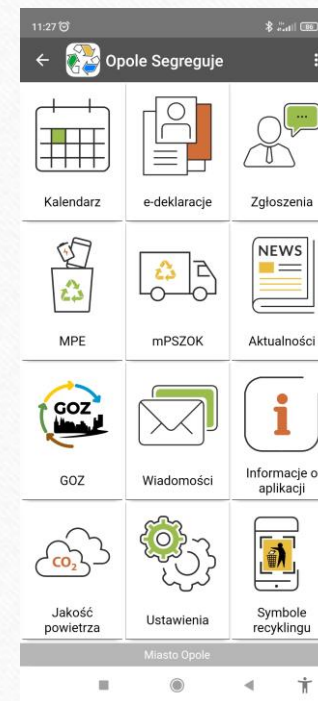 11:27
86
Opole Segreguje
Kalendarz
e-deklaracje
Zgłoszenia
MPE
NEWS
mPSZOK
Aktualności
GOZ
GOZ
Wiadomości
Informacje o
aplikacji
CO₂
Jakość
powietrza
Ustawienia
Symbole
recyklingu
Miasto Opole